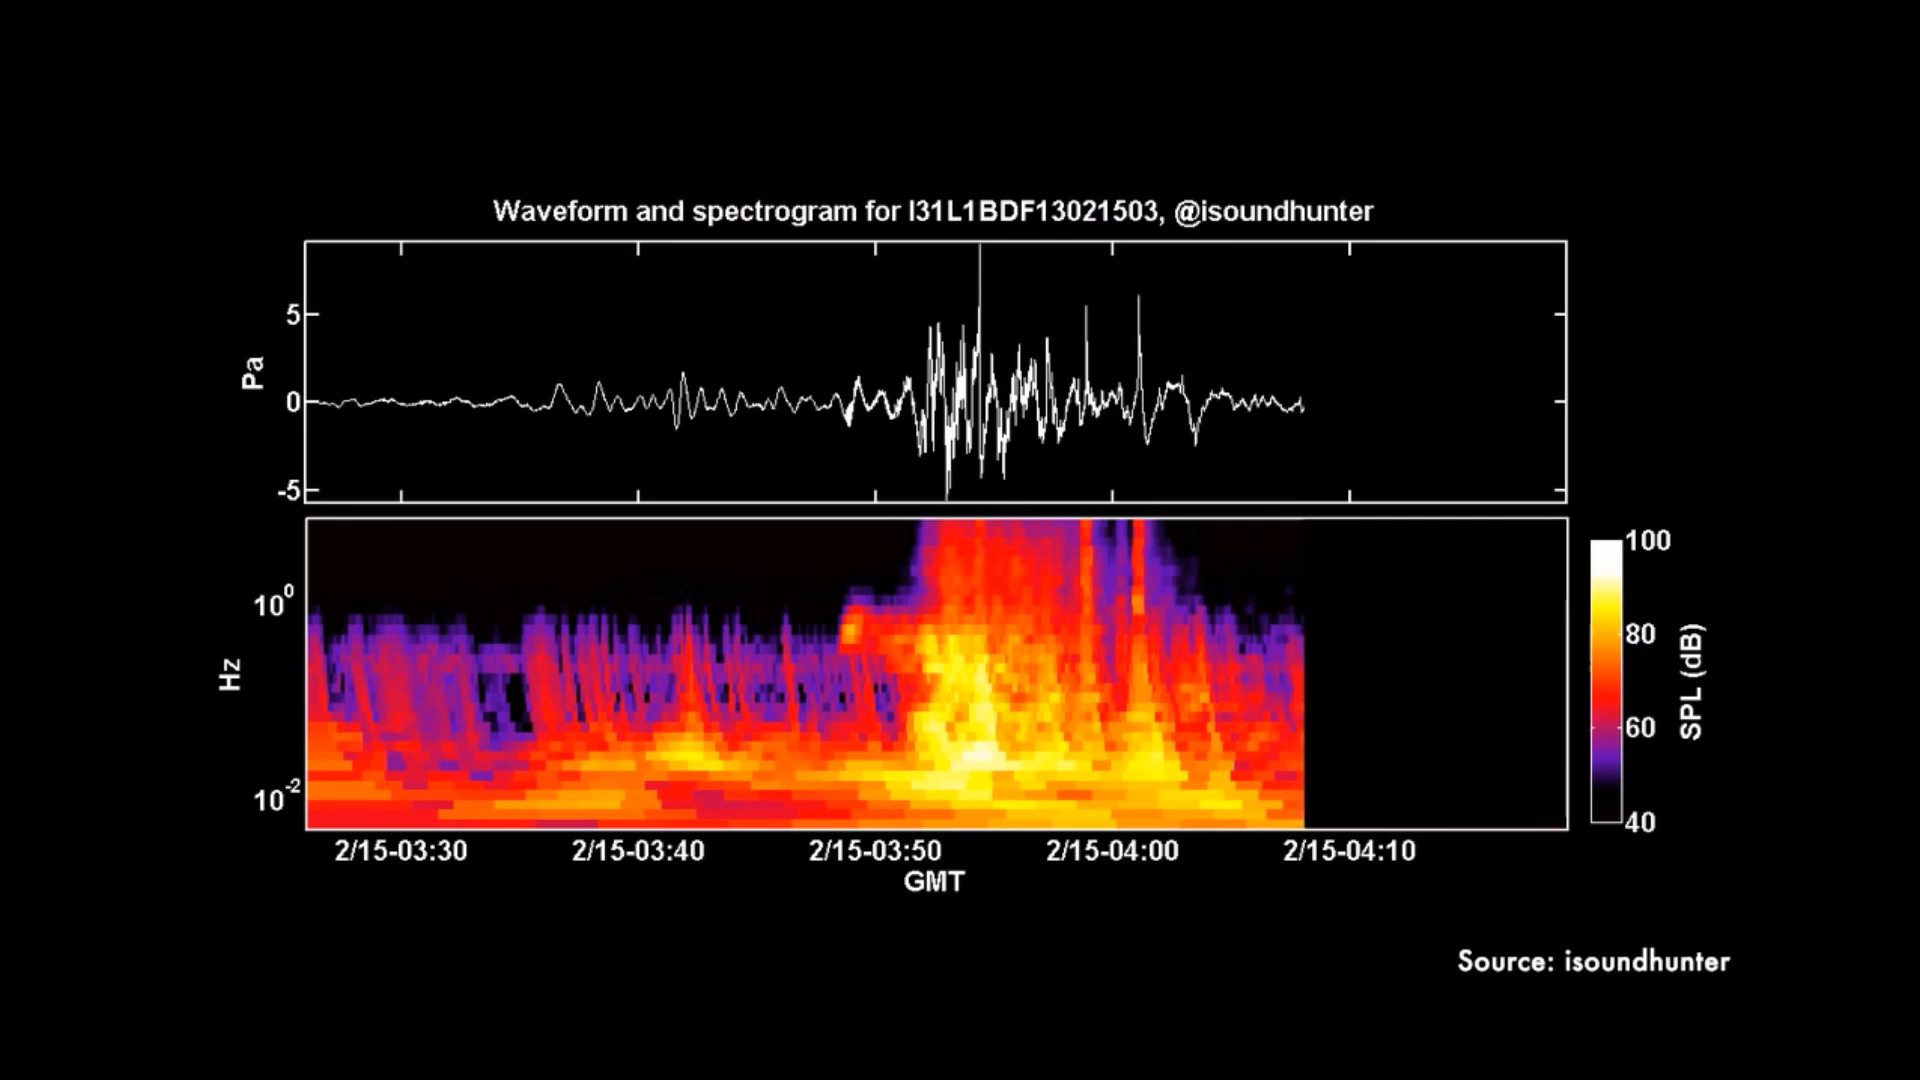 Waveform and spectrogram for I31L1BDF13021503, @isoundhunter
5
0
-5
Pa
10⁰
10⁻²
Hz
100
80
60
40
SPL (dB)
2/15-03:30 2/15-03:40 2/15-03:50 2/15-04:00 2/15-04:10
GMT
Source: isoundhunter